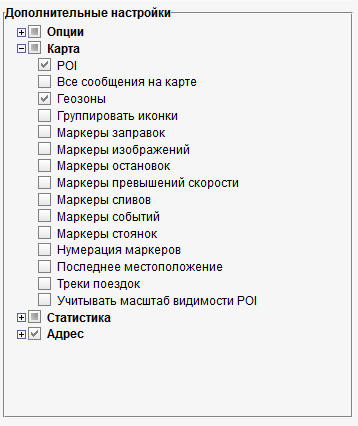 Дополнительные настройки
Опции
Карта
POI
Все сообщения на карте
Геозоны
Группировать иконки
Маркеры заправок
Маркеры изображений
Маркеры остановок
Маркеры превышений скорости
Маркеры сливов
Маркеры событий
Маркеры стоянок
Нумерация маркеров
Последнее местоположение
Треки поездок
Учитывать масштаб видимости POI
Статистика
Адрес